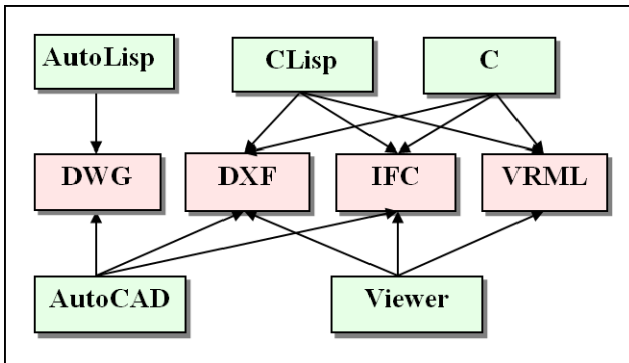 AutoLisp
CLisp
C
DWG
DXF
IFC
VRML
AutoCAD
Viewer